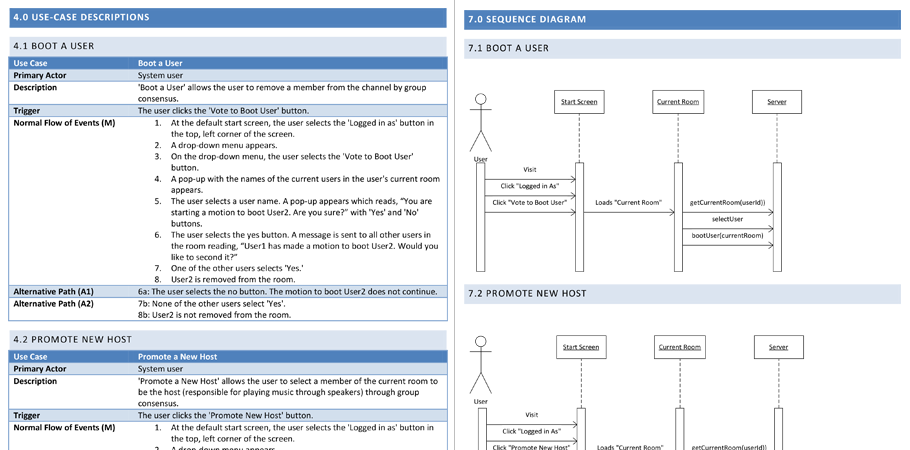 4.0 USE-CASE DESCRIPTIONS
4.1 BOOT A USER
Use Case Boot a User
Primary Actor System user
Description 'Boot a User' allows the user to remove a member from the channel by group
consensus.
Trigger The user clicks the 'Vote to Boot User' button.
Normal Flow of Events (M) 1. At the default start screen, the user selects the 'Logged in as' button in
the top, left corner of the screen.
2. A drop-down menu appears.
3. On the drop-down menu, the user selects the 'Vote to Boot User'
button.
4. A pop-up with the names of the current users in the user's current room
appears.
5. The user selects a user name. A pop-up appears which reads, "You are
starting a motion to boot User2. Are you sure?" with 'Yes' and 'No'
buttons.
6. The user selects the yes button. A message is sent to all other users in
the room reading, "User1 has made a motion to boot User2. Would you
like to second it?"
7. One of the other users selects 'Yes.'
8. User2 is removed from the room.
Alternative Path (A1) 6a: The user selects the no button. The motion to boot User2 does not continue.
Alternative Path (A2) 7b: None of the other users select 'Yes'.
8b: User2 is not removed from the room.
4.2 PROMOTE NEW HOST
Use Case Promote a New Host
Primary Actor System user
Description 'Promote a New Host' allows the user to select a member of the current room to
be the host (responsible for playing music through speakers) through group
consensus.
Trigger The user clicks the 'Promote New Host' button.
Normal Flow of Events (M) 1. At the default start screen, the user selects the 'Logged in as' button in
the top, left corner of the screen.
2. A drop-down menu appears.
7.0 SEQUENCE DIAGRAM
7.1 BOOT A USER
Start Screen Current Room Server
User
Visit
Click "Logged in As"
Click "Vote to Boot User" Loads "Current Room" getCurrentRoom(userId))
selectUser
bootUser(currentRoom)
7.2 PROMOTE NEW HOST
Start Screen Current Room Server
User
Visit
Click "Logged in As"
Click "Promote New Host" Loads "Current Room" getCurrentRoom(userId))